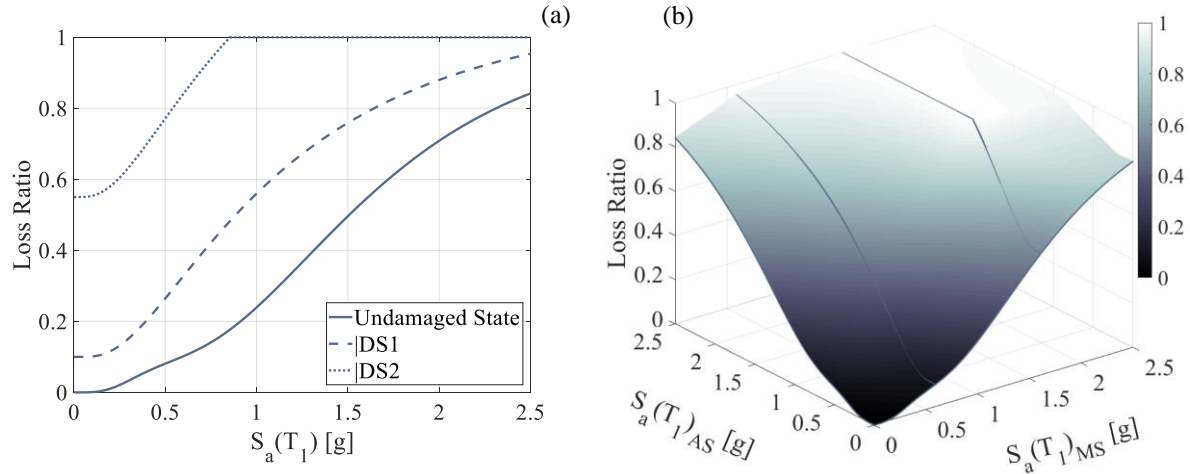 (a)
1
0.8
0.6
0.4
0.2
0
Loss Ratio
0 0.5 1 1.5 2 2.5
S_a(T_1) [g]
Undamaged State
|DS1
|DS2
(b)
1
0.8
0.6
0.4
0.2
0
Loss Ratio
2.5
2
1.5
1
0.5
0
S_a(T_1)_AS [g]
0
0.5
1
1.5
2
2.5
S_a(T_1)_MS [g]
1
0.8
0.6
0.4
0.2
0